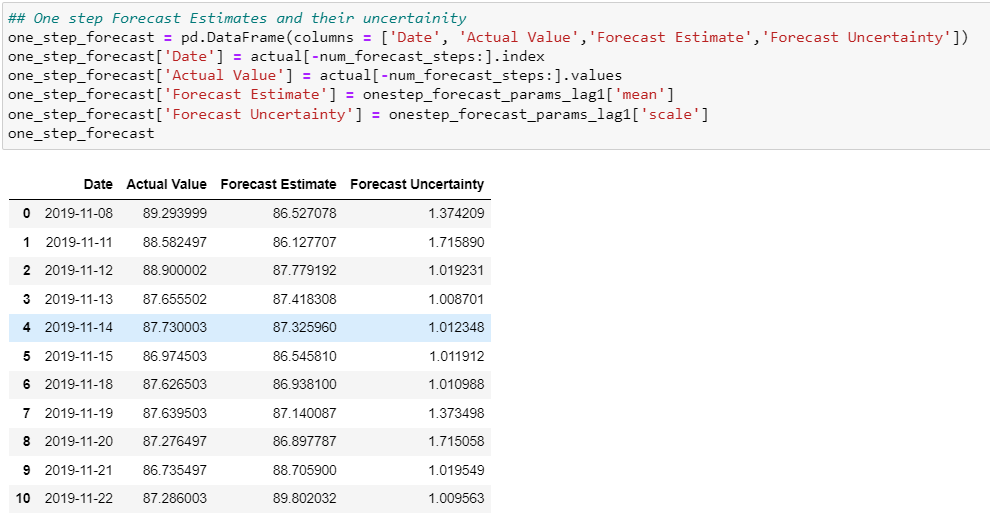 ## One step Forecast Estimates and their uncertainity
one_step_forecast = pd.DataFrame(columns = ['Date', 'Actual Value','Forecast Estimate','Forecast Uncertainty'])
one_step_forecast['Date'] = actual[-num_forecast_steps:].index
one_step_forecast['Actual Value'] = actual[-num_forecast_steps:].values
one_step_forecast['Forecast Estimate'] = onestep_forecast_params_lag1['mean']
one_step_forecast['Forecast Uncertainty'] = onestep_forecast_params_lag1['scale']
one_step_forecast
Date Actual Value Forecast Estimate Forecast Uncertainty
0 2019-11-08 89.293999 86.527078 1.374209
1 2019-11-11 88.582497 86.127707 1.715890
2 2019-11-12 88.900002 87.779192 1.019231
3 2019-11-13 87.655502 87.418308 1.008701
4 2019-11-14 87.730003 87.325960 1.012348
5 2019-11-15 86.974503 86.545810 1.011912
6 2019-11-18 87.626503 86.938100 1.010988
7 2019-11-19 87.639503 87.140087 1.373498
8 2019-11-20 87.276497 86.897787 1.715058
9 2019-11-21 86.735497 88.705900 1.019549
10 2019-11-22 87.286003 89.802032 1.009563